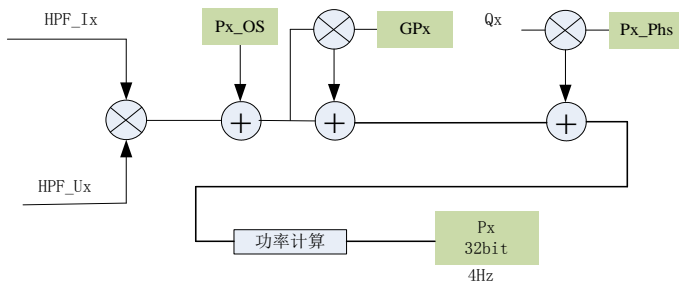 HPF_Ix
Px_OS
GPx
Qx
Px_Phs
HPF_Ux
功率计算
Px
32bit
4Hz